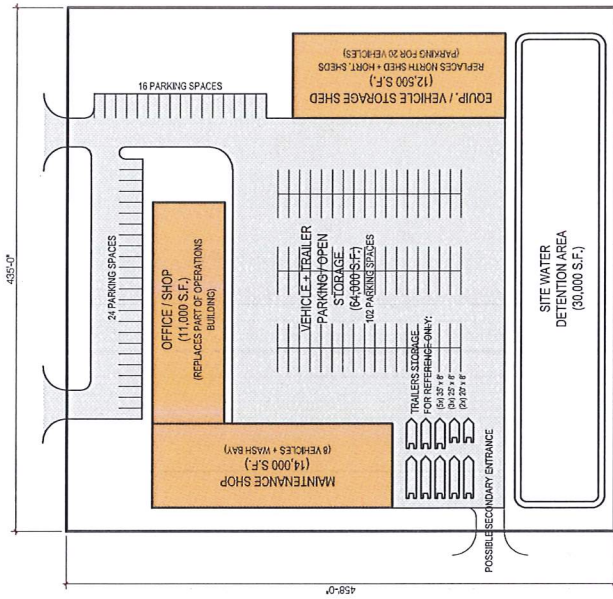 435'-0"
458'-0"
16 PARKING SPACES
24 PARKING SPACES
EQUIP. / VEHICLE STORAGE SHED
(12,500 S.F.)
REPLACES NORTH SHED + HORT. SHEDS
(PARKING FOR 20 VEHICLES)
OFFICE / SHOP
(11,000 S.F.)
(REPLACES PART OF OPERATIONS
BUILDING)
VEHICLE + TRAILER
PARKING / OPEN
STORAGE
(64,000 S.F.)
102 PARKING SPACES
MAINTENANCE SHOP
(14,000 S.F.)
(8 VEHICLES + WASH BAY)
TRAILERS STORAGE
FOR REFERENCE ONLY:
(5x) 35' x 8'
(3x) 25' x 8'
(2x) 20' x 8'
POSSIBLE SECONDARY ENTRANCE
SITE WATER
DETENTION AREA
(30,000 S.F.)